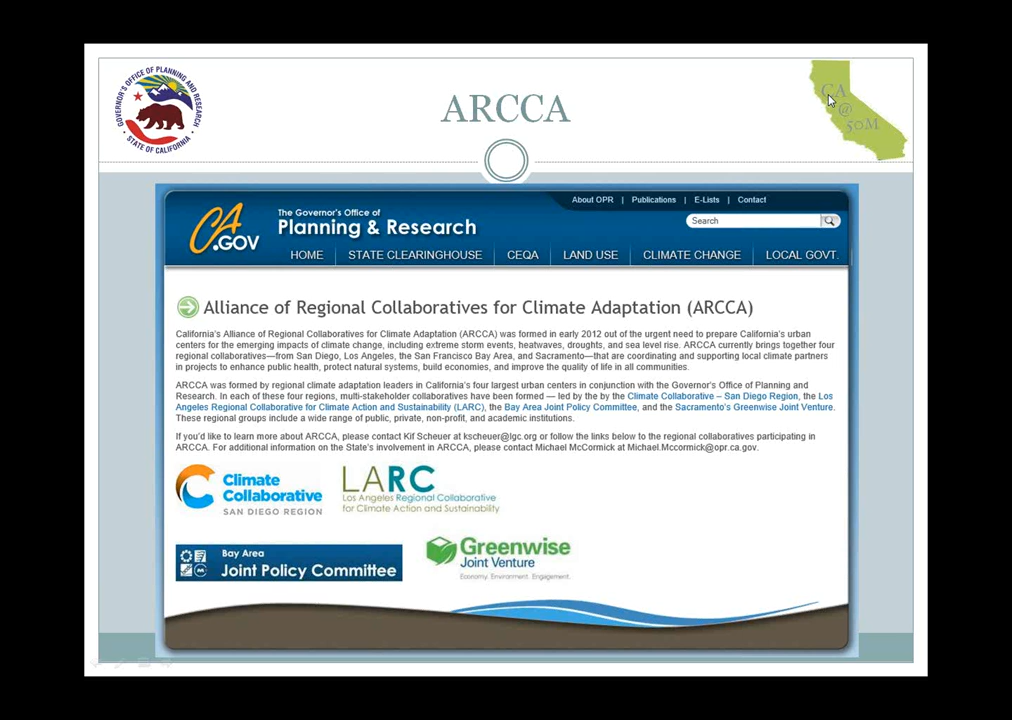 GOVERNOR'S OFFICE OF PLANNING AND RESEARCH
STATE OF CALIFORNIA
ARCCA
CA
@
50M
About OPR | Publications | E-Lists | Contact
CA
.GOV
The Governor's Office of
Planning & Research
Search
HOME
STATE CLEARINGHOUSE
CEQA
LAND USE
CLIMATE CHANGE
LOCAL GOVT.
Alliance of Regional Collaboratives for Climate Adaptation (ARCCA)
California's Alliance of Regional Collaboratives for Climate Adaptation (ARCCA) was formed in early 2012 out of the urgent need to prepare California's urban
centers for the emerging impacts of climate change, including extreme storm events, heatwaves, droughts, and sea level rise. ARCCA currently brings together four
regional collaboratives—from San Diego, Los Angeles, the San Francisco Bay Area, and Sacramento—that are coordinating and supporting local climate partners
in projects to enhance public health, protect natural systems, build economies, and improve the quality of life in all communities.
ARCCA was formed by regional climate adaptation leaders in California's four largest urban centers in conjunction with the Governor's Office of Planning and
Research. In each of these four regions, multi-stakeholder collaboratives have been formed — led by the by the Climate Collaborative – San Diego Region, the Los
Angeles Regional Collaborative for Climate Action and Sustainability (LARC), the Bay Area Joint Policy Committee, and the Sacramento's Greenwise Joint Venture.
These regional groups include a wide range of public, private, non-profit, and academic institutions.
If you'd like to learn more about ARCCA, please contact Kif Scheuer at kscheuer@lgc.org or follow the links below to the regional collaboratives participating in
ARCCA. For additional information on the State's involvement in ARCCA, please contact Michael McCormick at Michael.Mccormick@opr.ca.gov.
Climate
Collaborative
SAN DIEGO REGION
LARC
Los Angeles Regional Collaborative
for Climate Action and Sustainability
Bay Area
Joint Policy Committee
Greenwise
Joint Venture
Economy. Environment. Engagement.